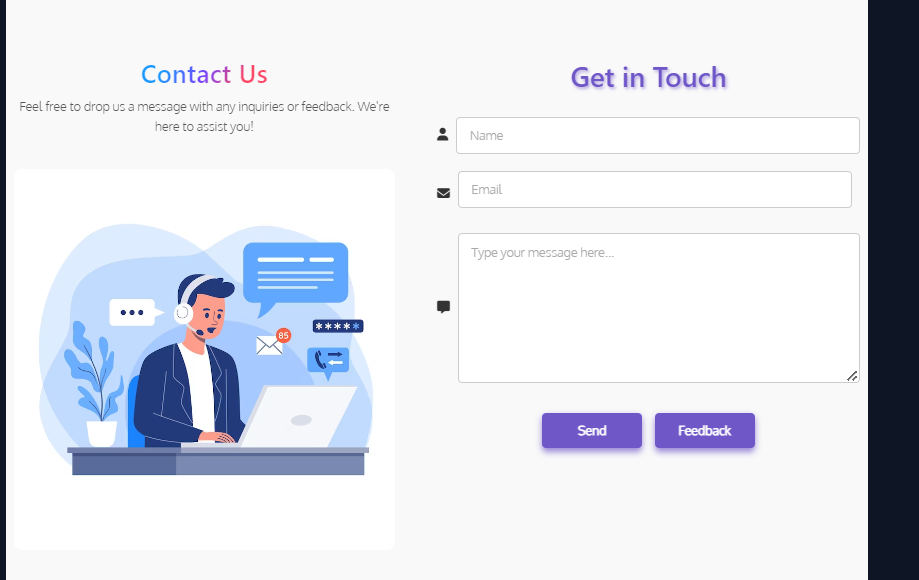 Contact Us
Feel free to drop us a message with any inquiries or feedback. We're
here to assist you!
85
*****
Get in Touch
Name
Email
Type your message here...
Send
Feedback